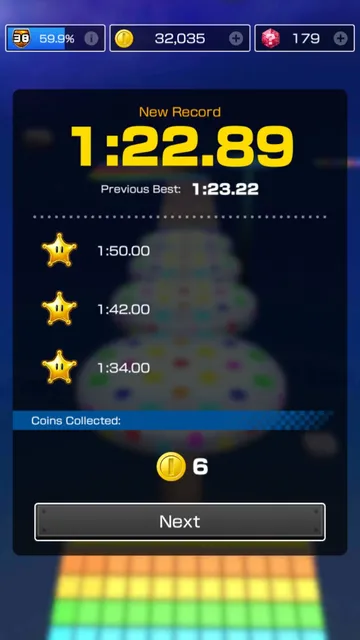 38 59.9% i 32,035 + 179 +
New Record
1:22.89
Previous Best: 1:23.22
1:50.00
1:42.00
1:34.00
Coins Collected:
6
Next